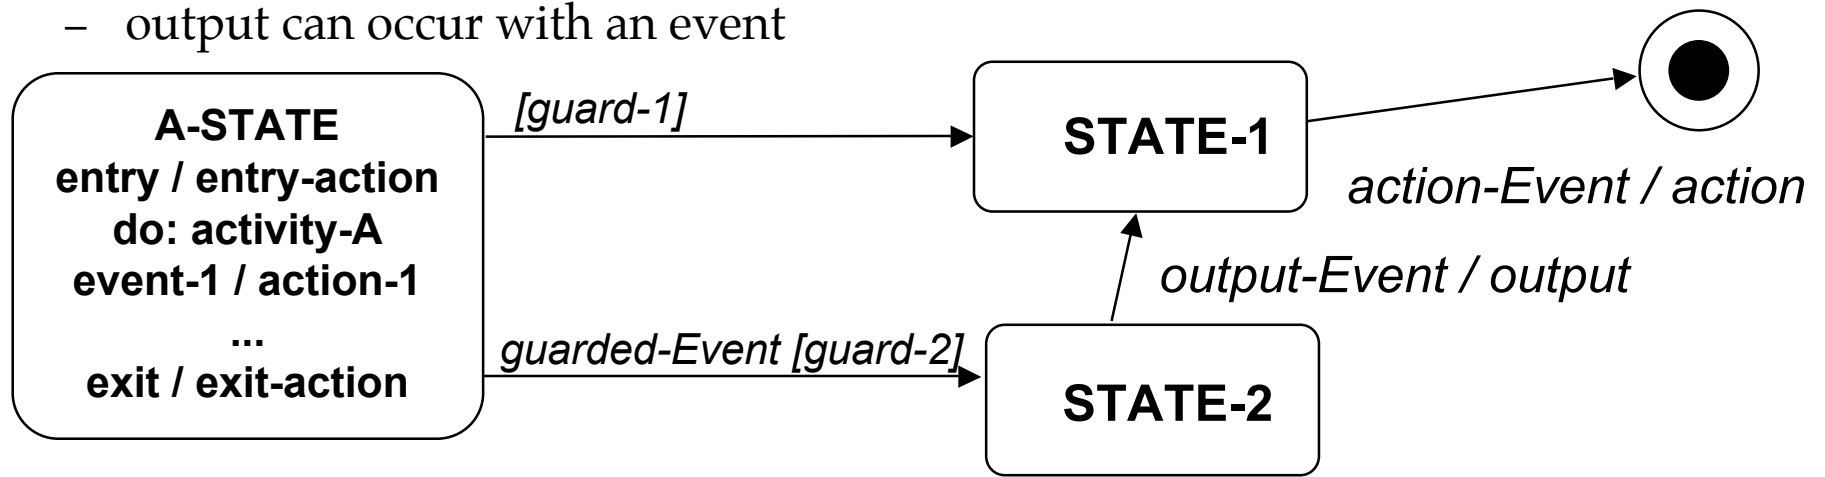 – output can occur with an event
A-STATE
entry / entry-action
do: activity-A
event-1 / action-1
...
exit / exit-action
[guard-1]
guarded-Event [guard-2]
STATE-1
action-Event / action
output-Event / output
STATE-2